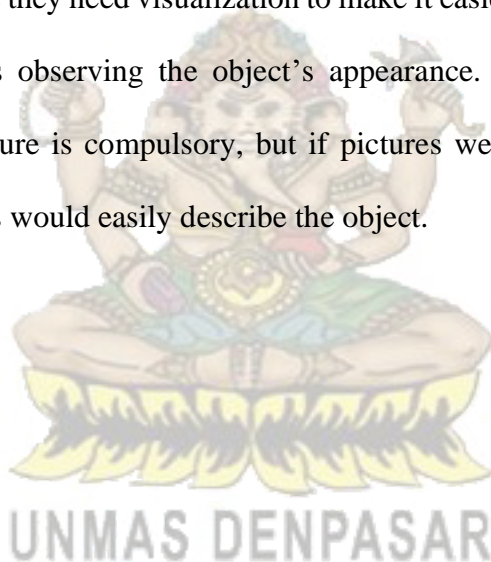 they need visualization to make it easie
observing the object's appearance.
ure is compulsory, but if pictures we
would easily describe the object.
UNMAS DENPASAR